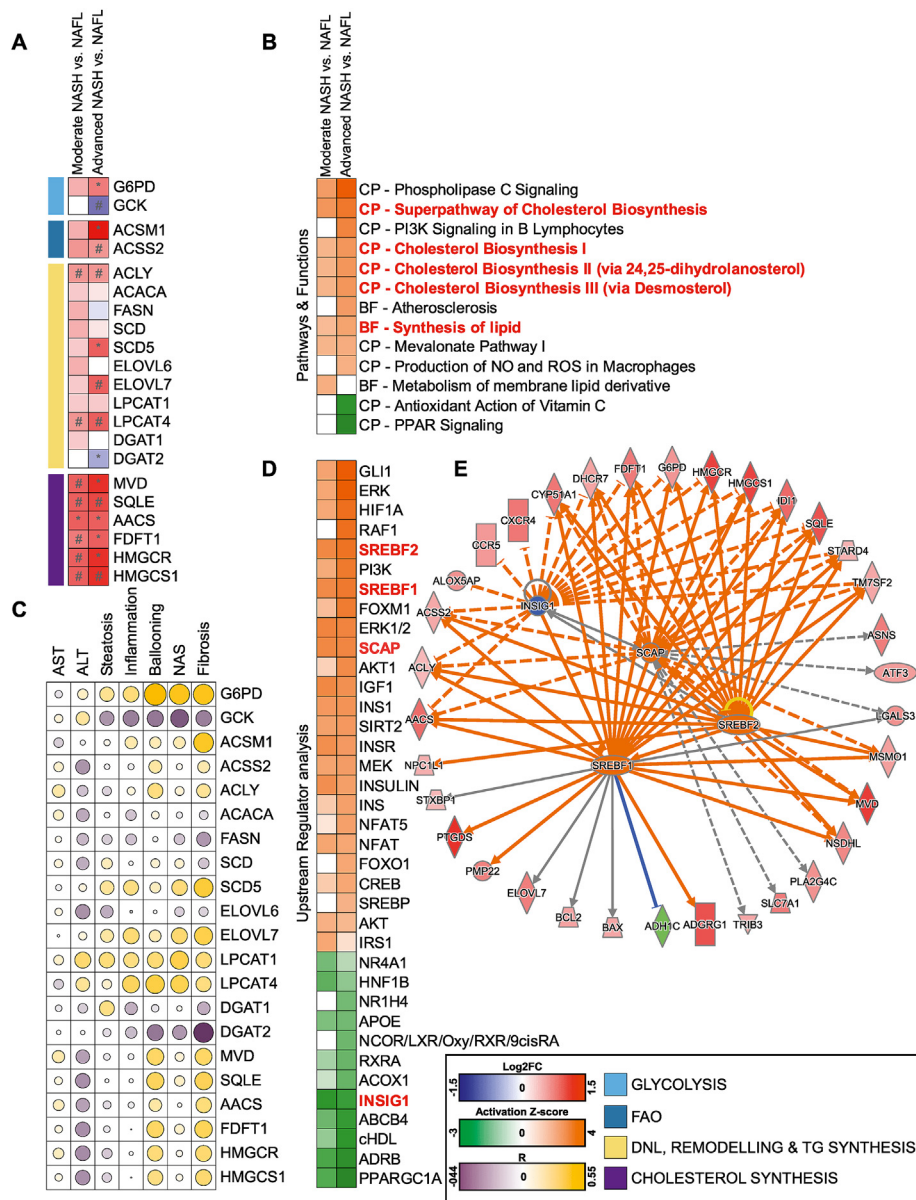 A
Moderate NASH vs. NAFL
Advanced NASH vs. NAFL
* G6PD
# GCK
ACSM1
# ACSS2
# # ACLY
ACACA
FASN
SCD
* SCD5
ELOVL6
# ELOVL7
LPCAT1
# # LPCAT4
DGAT1
* DGAT2
# * MVD
# # SQLE
* * AACS
# * FDFT1
# * HMGCR
# # HMGCS1
B
Moderate NASH vs. NAFL
Advanced NASH vs. NAFL
Pathways & Functions
CP - Phospholipase C Signaling
CP - Superpathway of Cholesterol Biosynthesis
CP - PI3K Signaling in B Lymphocytes
CP - Cholesterol Biosynthesis I
CP - Cholesterol Biosynthesis II (via 24,25-dihydrolanosterol)
CP - Cholesterol Biosynthesis III (via Desmosterol)
BF - Atherosclerosis
BF - Synthesis of lipid
CP - Mevalonate Pathway I
CP - Production of NO and ROS in Macrophages
BF - Metabolism of membrane lipid derivative
CP - Antioxidant Action of Vitamin C
CP - PPAR Signaling
C
AST
ALT
Steatosis
Inflammation
Ballooning
NAS
Fibrosis
G6PD
GCK
ACSM1
ACSS2
ACLY
ACACA
FASN
SCD
SCD5
ELOVL6
ELOVL7
LPCAT1
LPCAT4
DGAT1
DGAT2
MVD
SQLE
AACS
FDFT1
HMGCR
HMGCS1
D
Upstream Regulator analysis
GLI1
ERK
HIF1A
RAF1
SREBF2
PI3K
SREBF1
FOXM1
ERK1/2
SCAP
AKT1
IGF1
INS1
SIRT2
INSR
MEK
INSULIN
INS
NFAT5
NFAT
FOXO1
CREB
SREBP
AKT
IRS1
NR4A1
HNF1B
NR1H4
APOE
NCOR/LXR/Oxy/RXR/9cisRA
RXRA
ACOX1
INSIG1
ABCB4
cHDL
ADRB
PPARGC1A
E
ALOX5AP
CCR5
CXCR4
CYP51A1
DHCR7
FDFT1
G6PD
HMGCR
HMGCS1
IDI1
SQLE
STARD4
TM7SF2
ASNS
ATF3
LGALS3
MSMO1
MVD
NSDHL
PLA2G4C
SLC7A1
TRIB3
ADGRG1
ADH1C
BAX
BCL2
ELOVL7
PMP22
PTGDS
STXBP1
NPC1L1
AACS
ACLY
ACSS2
INSIG1
SCAP
SREBF2
SREBF1
Log2FC
-1.5 0 1.5
Activation Z-score
-3 0 4
R
-044 0 0.55
GLYCOLYSIS
FAO
DNL, REMODELLING & TG SYNTHESIS
CHOLESTEROL SYNTHESIS